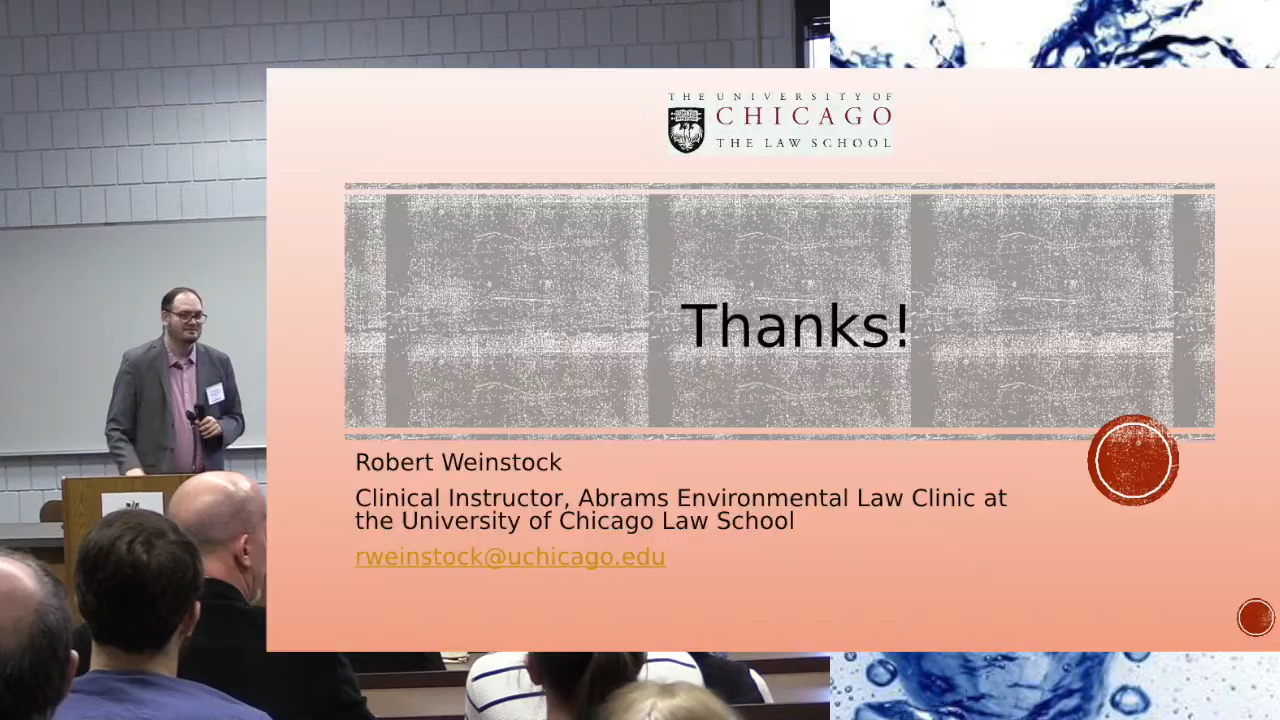 THE UNIVERSITY OF
CHICAGO
THE LAW SCHOOL
Thanks!
Robert Weinstock
Clinical Instructor, Abrams Environmental Law Clinic at
the University of Chicago Law School
rweinstock@uchicago.edu